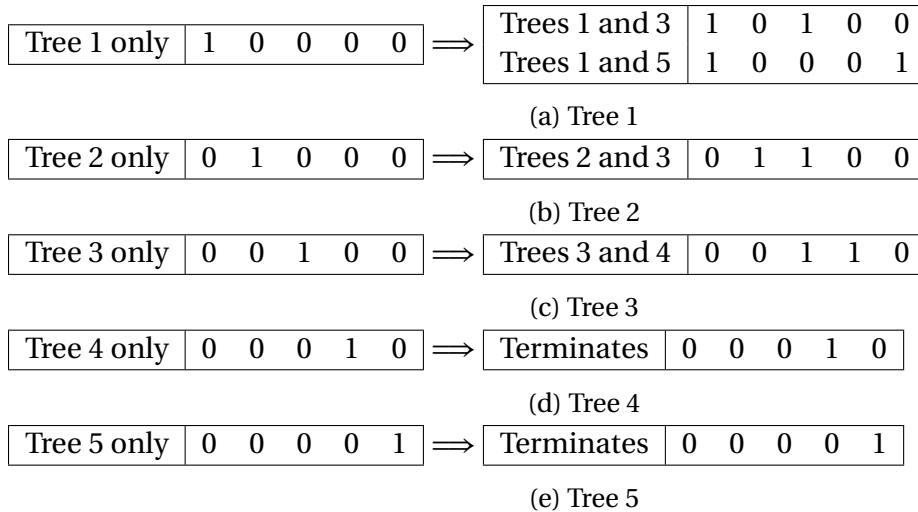 Tree 1 only 1 0 0 0 0 ⟹ Trees 1 and 3 1 0 1 0 0
Trees 1 and 5 1 0 0 0 1
(a) Tree 1
Tree 2 only 0 1 0 0 0 ⟹ Trees 2 and 3 0 1 1 0 0
(b) Tree 2
Tree 3 only 0 0 1 0 0 ⟹ Trees 3 and 4 0 0 1 1 0
(c) Tree 3
Tree 4 only 0 0 0 1 0 ⟹ Terminates 0 0 0 1 0
(d) Tree 4
Tree 5 only 0 0 0 0 1 ⟹ Terminates 0 0 0 0 1
(e) Tree 5